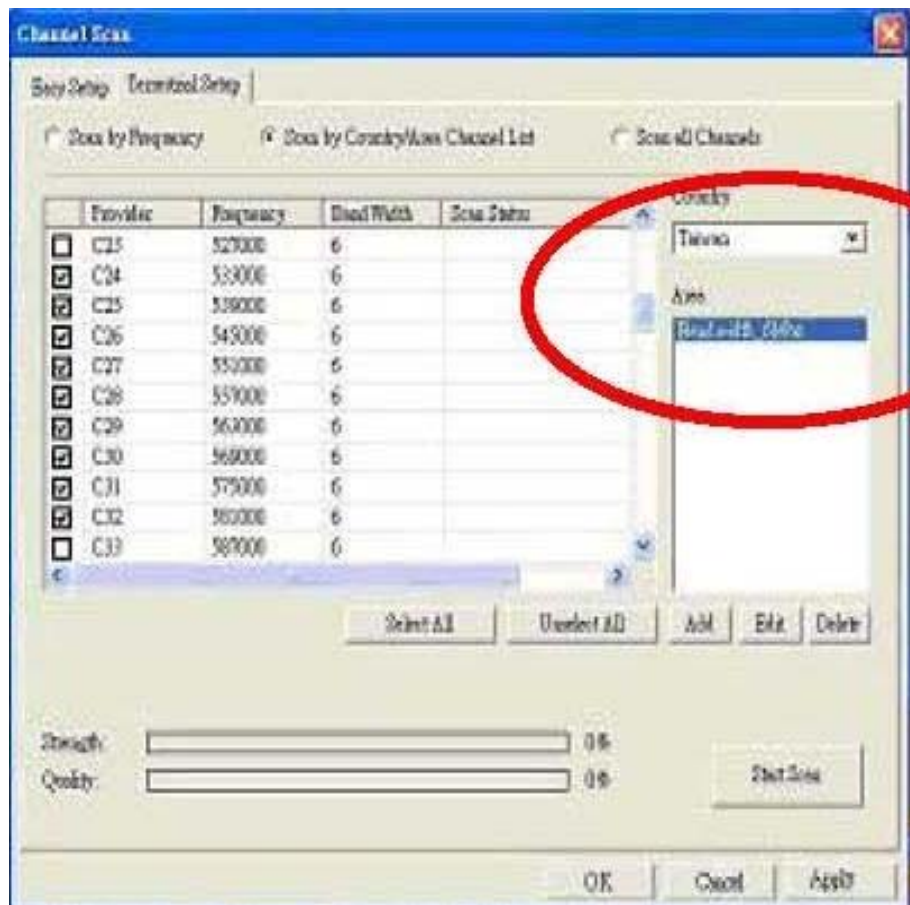 Channel Scan
Easy Setup Technical Setup
Scan by Frequency Scan by Country/Area Channel List Scan all Channels
Provider Frequency Band Width Scan Status
C23 527000 6
C24 533000 6
C25 539000 6
C26 545000 6
C27 551000 6
C28 557000 6
C29 563000 6
C30 569000 6
C31 575000 6
C32 581000 6
C33 587000 6
Country
Taiwan
Area
Bandwidth_6Mhz
Select All Unselect All Add Edit Delete
Strength: 0%
Quality: 0%
Start Scan
OK Cancel Apply